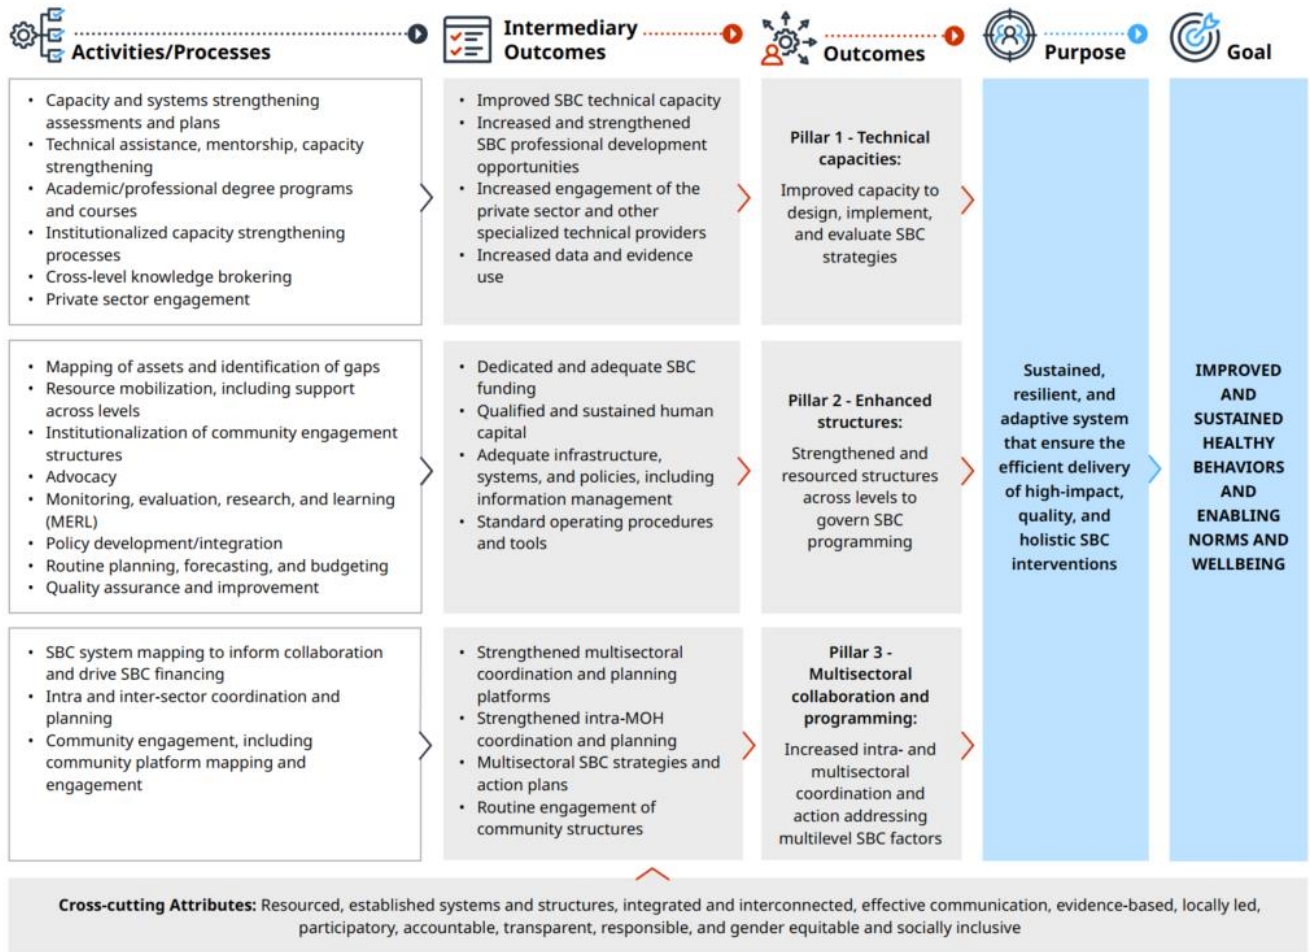 Activities/Processes
Intermediary
Outcomes
Outcomes
Purpose
Goal
• Capacity and systems strengthening
assessments and plans
• Technical assistance, mentorship, capacity
strengthening
• Academic/professional degree programs
and courses
• Institutionalized capacity strengthening
processes
• Cross-level knowledge brokering
• Private sector engagement
• Improved SBC technical capacity
• Increased and strengthened
SBC professional development
opportunities
• Increased engagement of the
private sector and other
specialized technical providers
• Increased data and evidence
use
Pillar 1 - Technical
capacities:
Improved capacity to
design, implement,
and evaluate SBC
strategies
• Mapping of assets and identification of gaps
• Resource mobilization, including support
across levels
• Institutionalization of community engagement
structures
• Advocacy
• Monitoring, evaluation, research, and learning
(MERL)
• Policy development/integration
• Routine planning, forecasting, and budgeting
• Quality assurance and improvement
• Dedicated and adequate SBC
funding
• Qualified and sustained human
capital
• Adequate infrastructure,
systems, and policies, including
information management
• Standard operating procedures
and tools
Pillar 2 - Enhanced
structures:
Strengthened and
resourced structures
across levels to
govern SBC
programming
• SBC system mapping to inform collaboration
and drive SBC financing
• Intra and inter-sector coordination and
planning
• Community engagement, including
community platform mapping and
engagement
• Strengthened multisectoral
coordination and planning
platforms
• Strengthened intra-MOH
coordination and planning
• Multisectoral SBC strategies and
action plans
• Routine engagement of
community structures
Pillar 3 -
Multisectoral
collaboration and
programming:
Increased intra- and
multisectoral
coordination and
action addressing
multilevel SBC factors
Sustained,
resilient, and
adaptive system
that ensure the
efficient delivery
of high-impact,
quality, and
holistic SBC
interventions
IMPROVED
AND
SUSTAINED
HEALTHY
BEHAVIORS
AND
ENABLING
NORMS AND
WELLBEING
Cross-cutting Attributes: Resourced, established systems and structures, integrated and interconnected, effective communication, evidence-based, locally led,
participatory, accountable, transparent, responsible, and gender equitable and socially inclusive